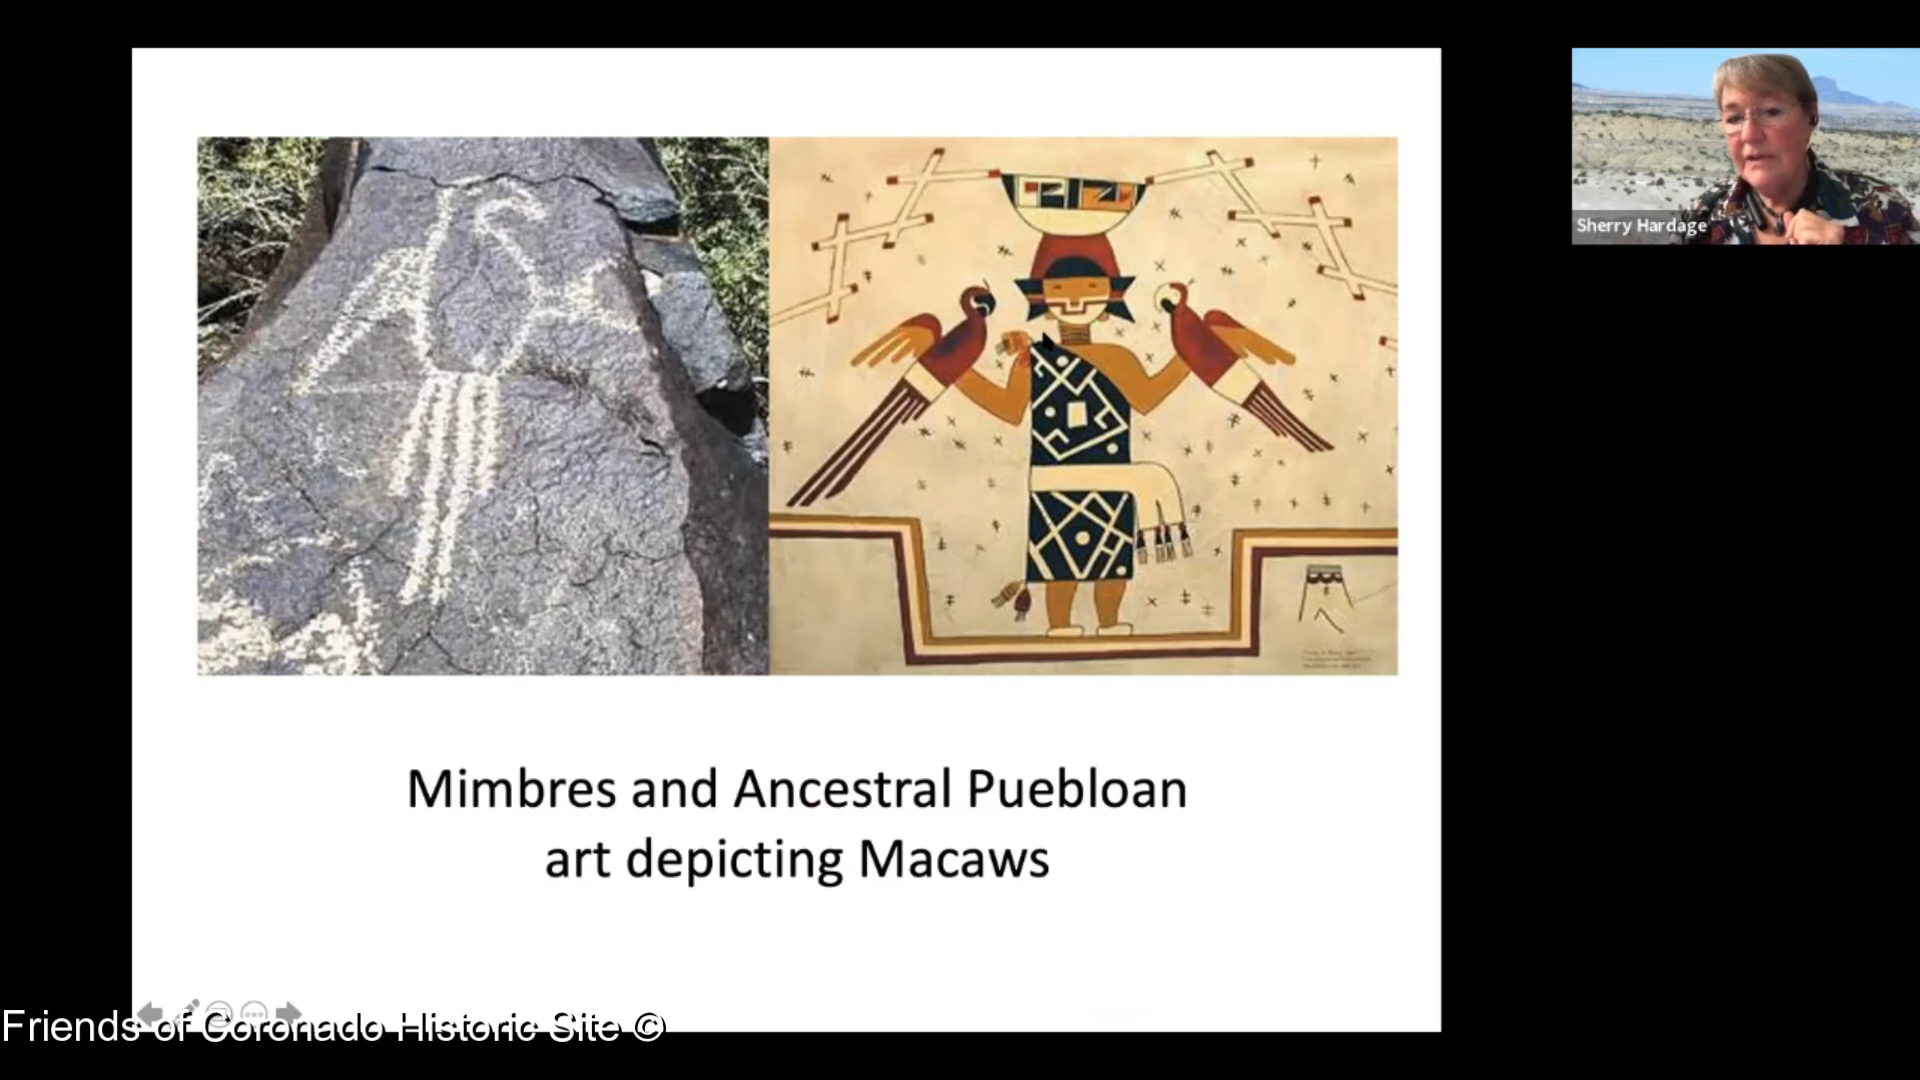 Sherry Hardage
Mimbres and Ancestral Puebloan
art depicting Macaws
Friends of Coronado Historic Site ©